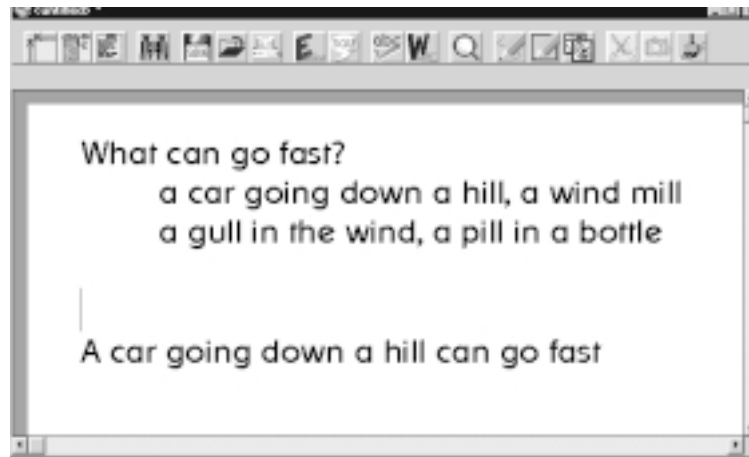 What can go fast?
a car going down a hill, a wind mill
a gull in the wind, a pill in a bottle
A car going down a hill can go fast